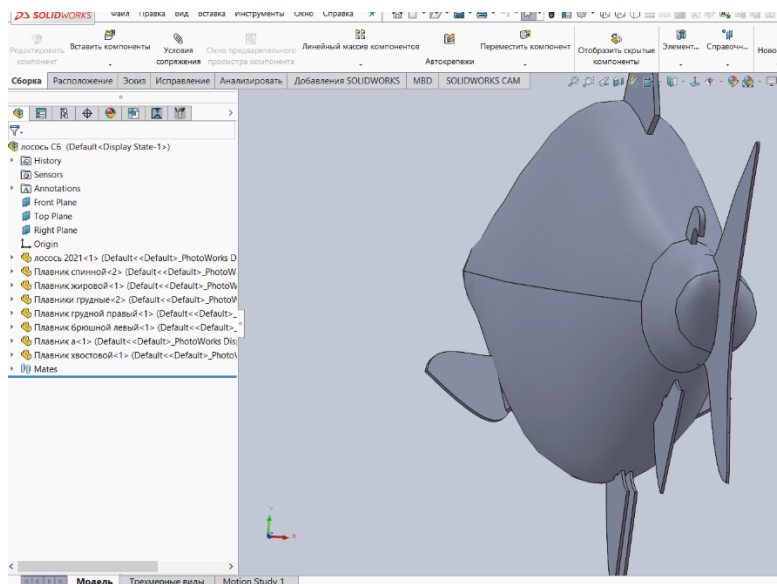 SOLIDWORKS Файл Правка Вид Вставка Инструменты Окно Справка
Редактировать компонент
Вставить компоненты
Условия сопряжения
Окно предварительного просмотра компонента
Линейный массив компонентов
Автокрепежи
Переместить компонент
Отобразить скрытые компоненты
Элемент...
Справочн...
Ново
Сборка Расположение Эскиз Исправление Анализировать Добавления SOLIDWORKS MBD SOLIDWORKS CAM
лосось СБ (Default<Display State-1>)
History
Sensors
Annotations
Front Plane
Top Plane
Right Plane
Origin
лосось 2021<1> (Default<<Default>_PhotoWorks D
Плавник спинной<2> (Default<<Default>_PhotoW
Плавник жировой<1> (Default<<Default>_PhotoW
Плавники грудные<2> (Default<<Default>_PhotoW
Плавник грудной правый<1> (Default<<Default>_
Плавник брюшной левый<1> (Default<<Default>_
Плавник а<1> (Default<<Default>_PhotoWorks Disp
Плавник хвостовой<1> (Default<<Default>_PhotoW
Mates
Y
X
Модель Трехмерные виды Motion Study 1